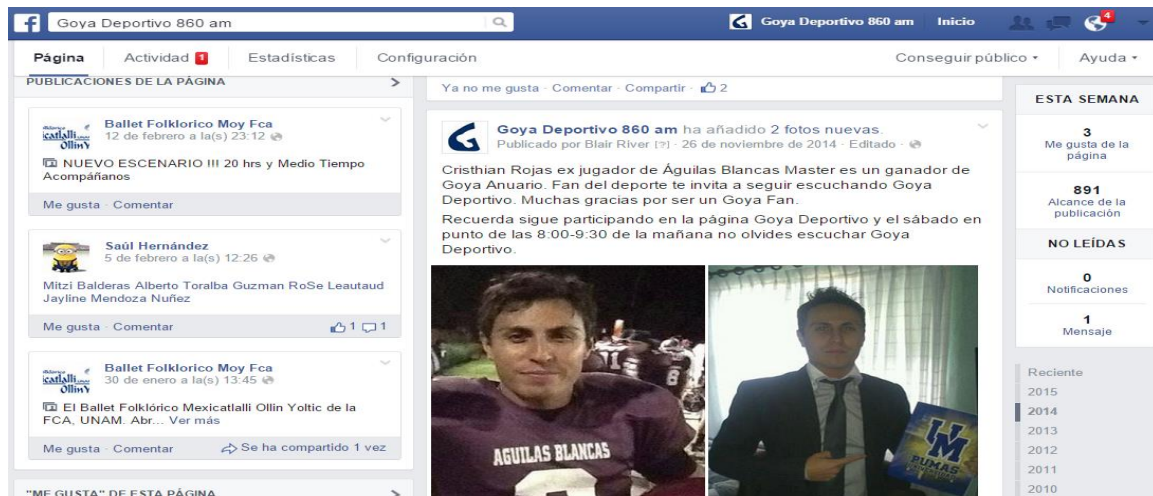 Goya Deportivo 860 am
Goya Deportivo 860 am Inicio
4
Página Actividad 1 Estadísticas Configuración
Conseguir público Ayuda
PUBLICACIONES DE LA PÁGINA
Ballet Folklorico Moy Fca
12 de febrero a la(s) 23:12
NUEVO ESCENARIO !!! 20 hrs y Medio Tiempo
Acompáñanos
Me gusta · Comentar
Saúl Hernández
5 de febrero a la(s) 12:26
Mitzi Balderas Alberto Toralba Guzman RoSe Leautaud
Jayline Mendoza Nuñez
Me gusta · Comentar 1 1
Ballet Folklorico Moy Fca
30 de enero a la(s) 13:45
El Ballet Folklórico Mexicatlalli Ollin Yoltic de la
FCA, UNAM. Abr... Ver más
Me gusta · Comentar Se ha compartido 1 vez
"ME GUSTA" DE ESTA PÁGINA
Ya no me gusta · Comentar · Compartir · 2
Goya Deportivo 860 am ha añadido 2 fotos nuevas.
Publicado por Blair River [?] · 26 de noviembre de 2014 · Editado ·
Cristhian Rojas ex jugador de Águilas Blancas Master es un ganador de
Goya Anuario. Fan del deporte te invita a seguir escuchando Goya
Deportivo. Muchas gracias por ser un Goya Fan.
Recuerda sigue participando en la página Goya Deportivo y el sábado en
punto de las 8:00-9:30 de la mañana no olvides escuchar Goya
Deportivo.
AGUILAS BLANCAS
PUMAS
ESTA SEMANA
3
Me gusta de la
página
891
Alcance de la
publicación
NO LEÍDAS
0
Notificaciones
1
Mensaje
Reciente
2015
2014
2013
2012
2011
2010